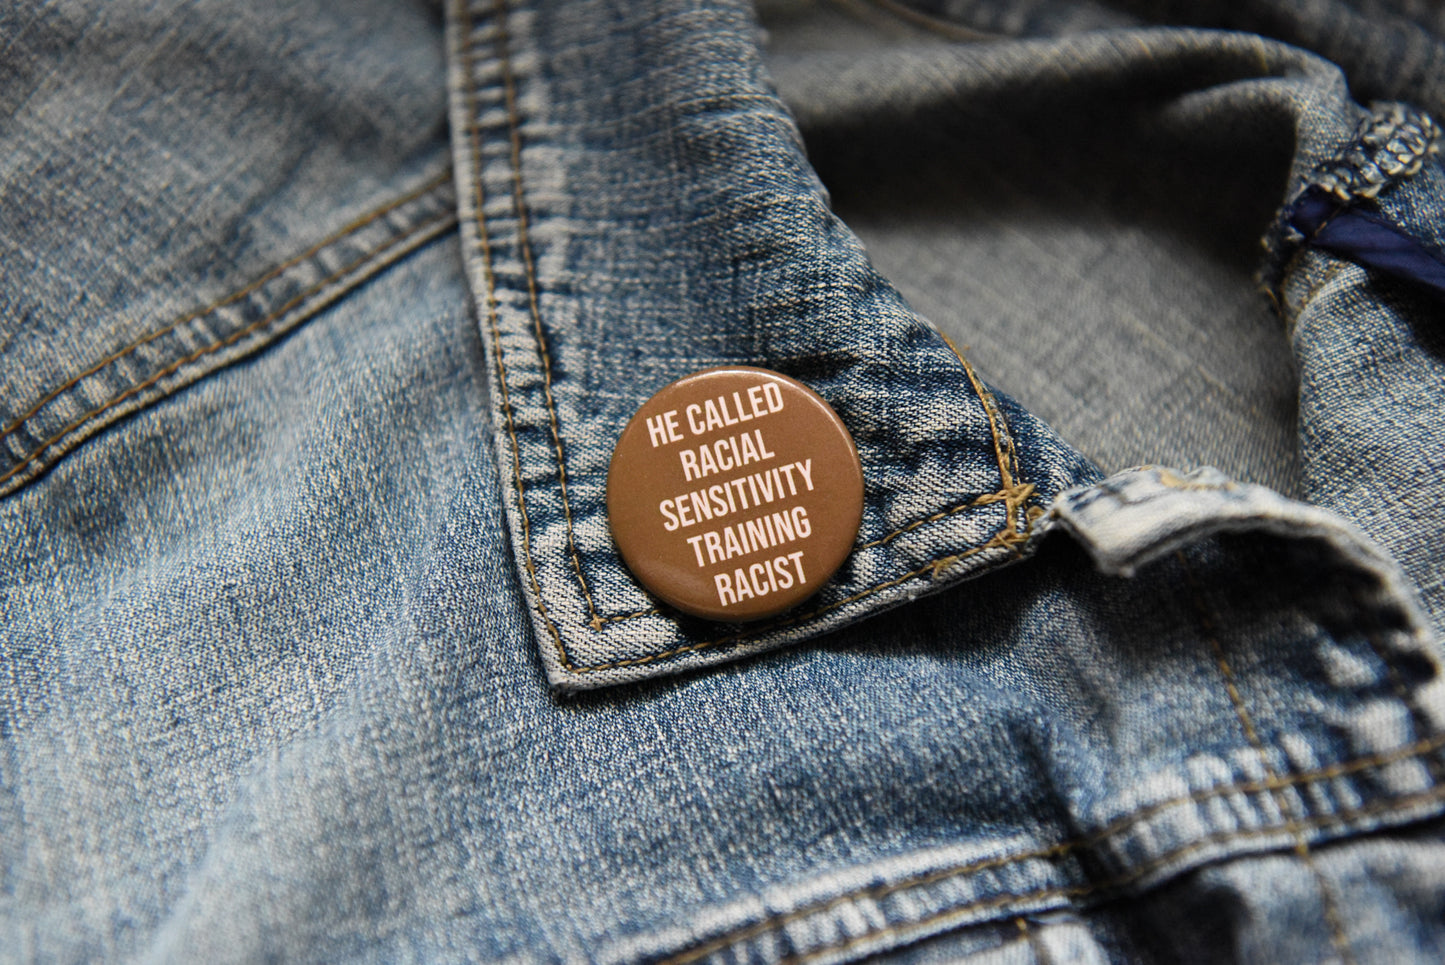 HE CALLED
RACIAL
SENSITIVITY
TRAINING
RACIST